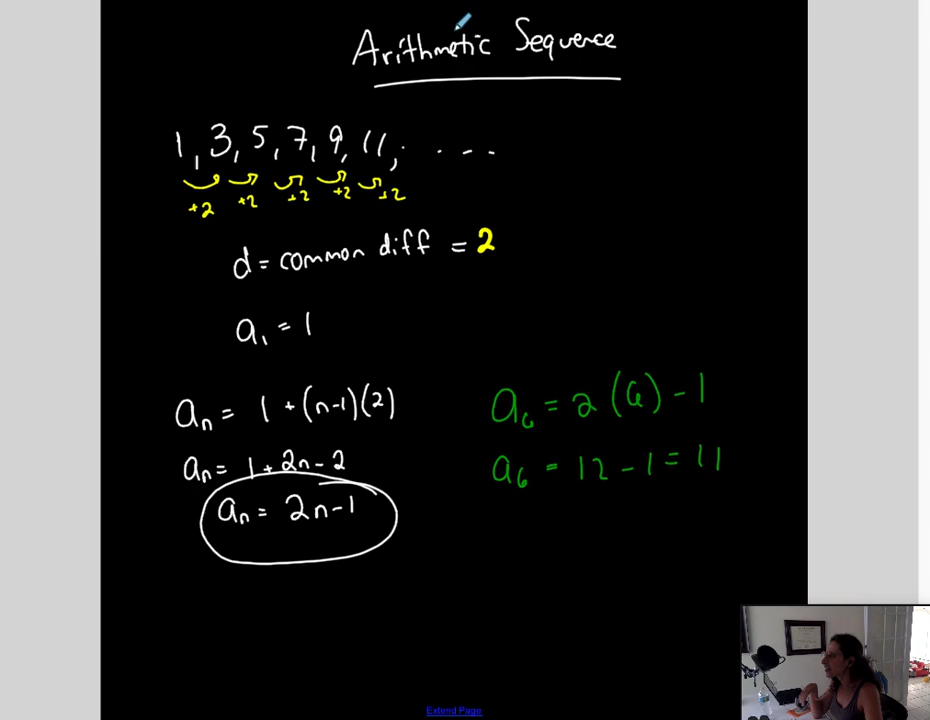 Arithmetic Sequence
1, 3, 5, 7, 9, 11, . . . .
+2 +2 +2 +2 +2
d = common diff = 2
a₁ = 1
aₙ = 1 + (n-1)(2)
aₙ = 1 + 2n - 2
aₙ = 2n - 1
a₆ = 2 (6) - 1
a₆ = 12 - 1 = 11
Extend Page